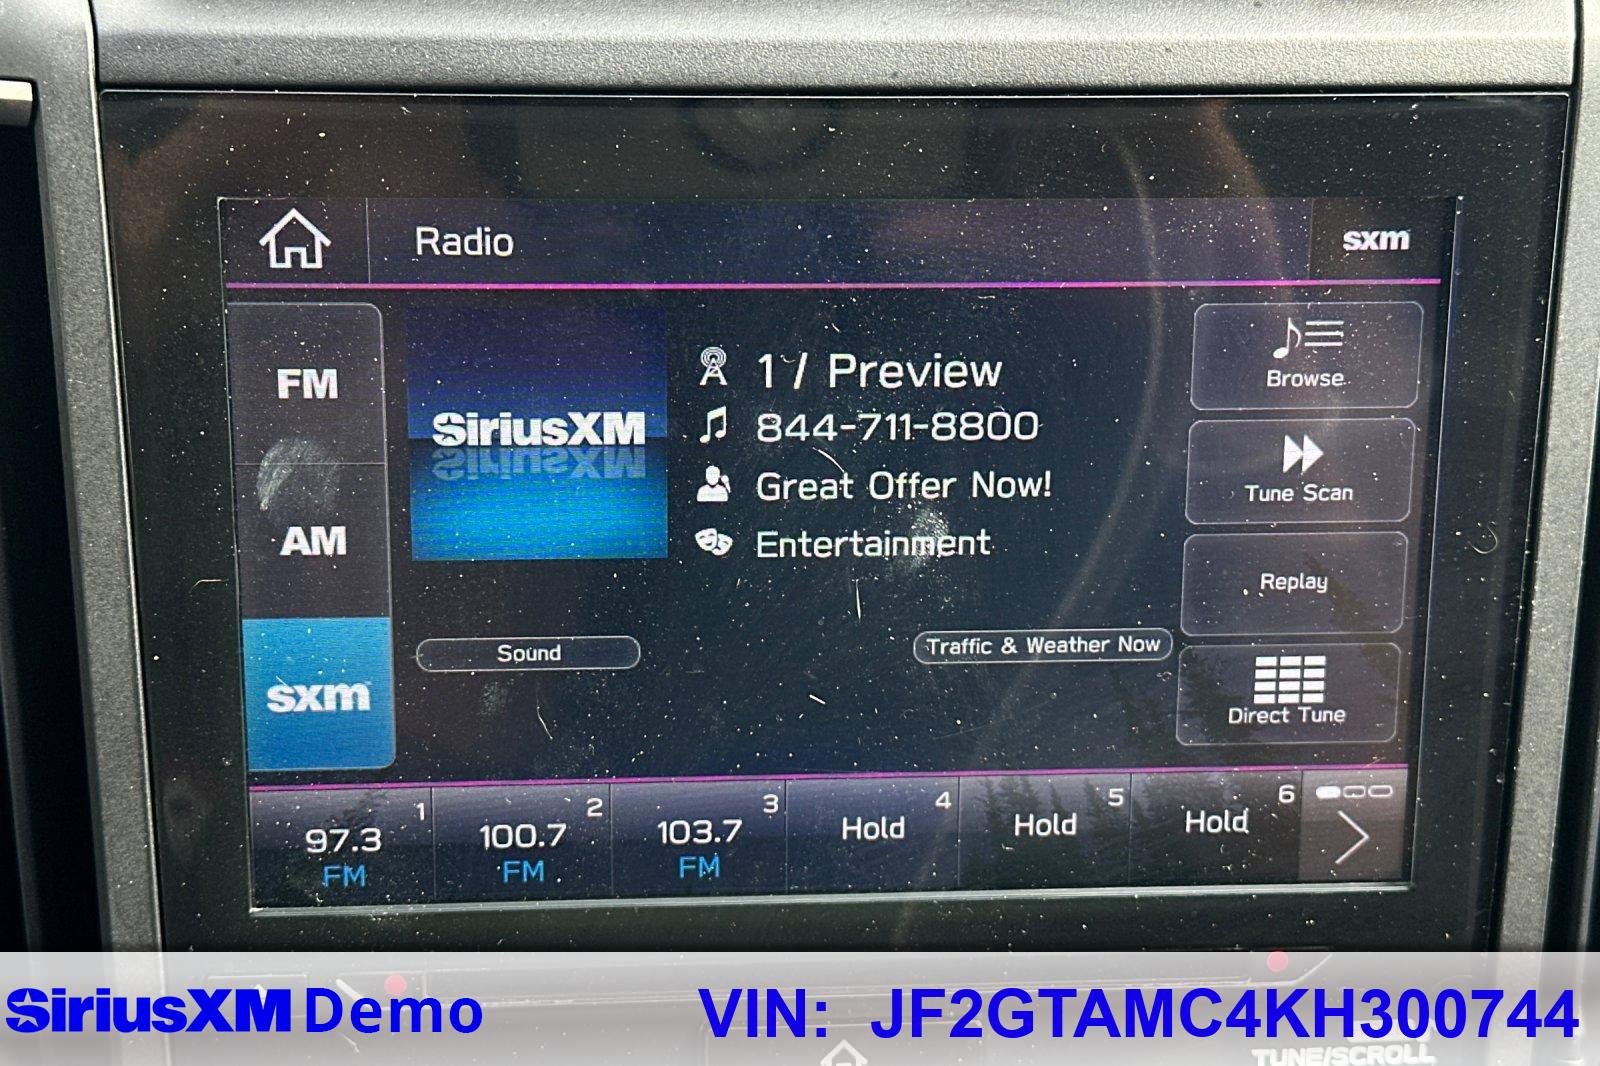 Radio
sxm
FM
AM
sxm
SiriusXM
1 / Preview
844-711-8800
Great Offer Now!
Entertainment
Sound
Traffic & Weather Now
Browse
Tune Scan
Replay
Direct Tune
1
97.3
FM
2
100.7
FM
3
103.7
FM
4
Hold
5
Hold
6
Hold
SiriusXM Demo
VIN: JF2GTAMC4KH300744
TUNE/SCROLL